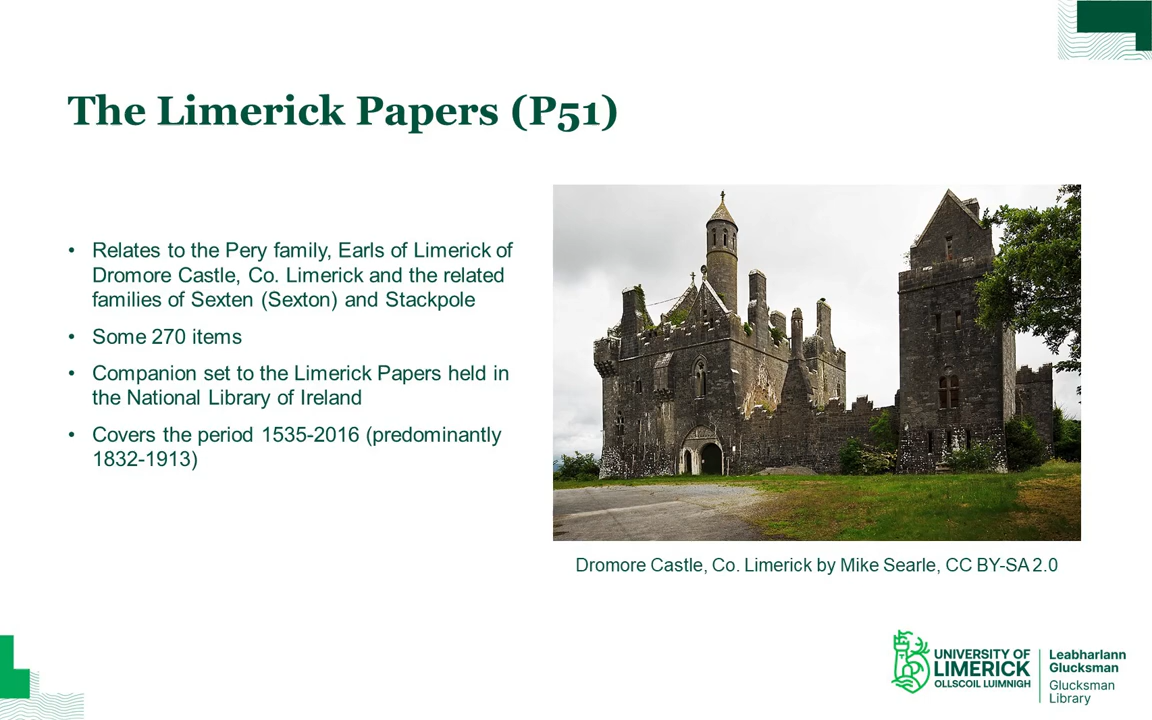 The Limerick Papers (P51)
• Relates to the Pery family, Earls of Limerick of
Dromore Castle, Co. Limerick and the related
families of Sexten (Sexton) and Stackpole
• Some 270 items
• Companion set to the Limerick Papers held in
the National Library of Ireland
• Covers the period 1535-2016 (predominantly
1832-1913)
Dromore Castle, Co. Limerick by Mike Searle, CC BY-SA 2.0
UNIVERSITY OF
LIMERICK
OLLSCOIL LUIMNIGH
Leabharlann
Glucksman
Glucksman
Library